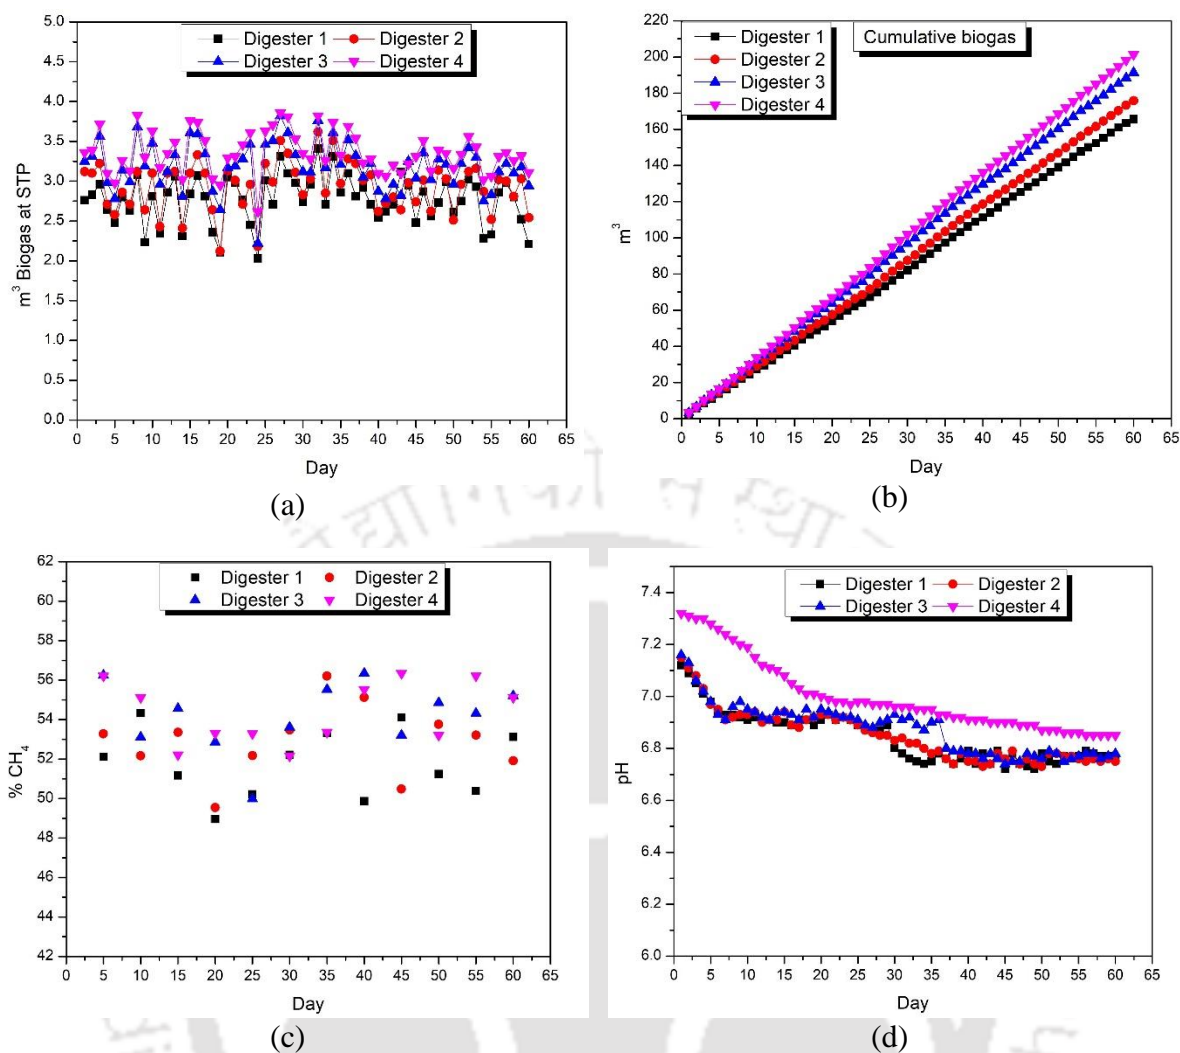 5.0
4.5
4.0
3.5
3.0
2.5
2.0
1.5
1.0
0.5
0.0
m³ Biogas at STP
Digester 1 Digester 2
Digester 3 Digester 4
0 5 10 15 20 25 30 35 40 45 50 55 60 65
Day
(a)
220
200
180
160
140
120
100
80
60
40
20
0
m³
Digester 1
Digester 2
Digester 3
Digester 4
Cumulative biogas
0 5 10 15 20 25 30 35 40 45 50 55 60 65
Day
(b)
62
60
58
56
54
52
50
48
46
44
42
% CH₄
Digester 1 Digester 2
Digester 3 Digester 4
0 5 10 15 20 25 30 35 40 45 50 55 60 65
Day
(c)
7.4
7.2
7.0
6.8
6.6
6.4
6.2
6.0
pH
Digester 1 Digester 2
Digester 3 Digester 4
0 5 10 15 20 25 30 35 40 45 50 55 60 65
Day
(d)